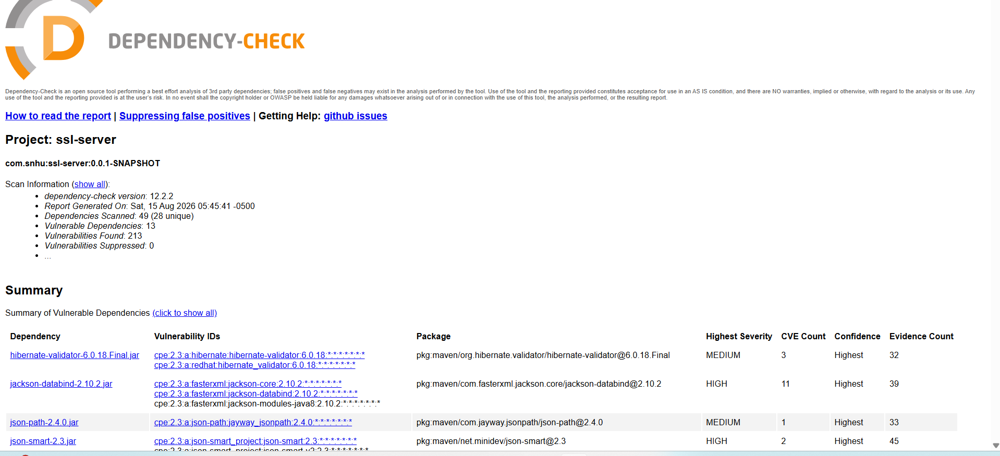 DEPENDENCY-CHECK
Dependency-Check is an open source tool performing a best effort analysis of 3rd party dependencies; false positives and false negatives may exist in the analysis performed by the tool. Use of the tool and the reporting provided constitutes acceptance for use in an AS IS condition, and there are NO warranties, implied or otherwise, with regard to the analysis or its use. Any
use of the tool and the reporting provided is at the user's risk. In no event shall the copyright holder or OWASP be held liable for any damages whatsoever arising out of or in connection with the use of this tool, the analysis performed, or the resulting report.
How to read the report | Suppressing false positives | Getting Help: github issues
Project: ssl-server
com.snhu:ssl-server:0.0.1-SNAPSHOT
Scan Information (show all):
• dependency-check version: 12.2.2
• Report Generated On: Sat, 15 Aug 2026 05:45:41 -0500
• Dependencies Scanned: 49 (28 unique)
• Vulnerable Dependencies: 13
• Vulnerabilities Found: 213
• Vulnerabilities Suppressed: 0
• ...
Summary
Summary of Vulnerable Dependencies (click to show all)
Dependency Vulnerability IDs Package Highest Severity CVE Count Confidence Evidence Count
hibernate-validator-6.0.18.Final.jar cpe:2.3:a:hibernate:hibernate-validator:6.0.18:*:*:*:*:*:*:* pkg:maven/org.hibernate.validator/hibernate-validator@6.0.18.Final MEDIUM 3 Highest 32
cpe:2.3:a:redhat:hibernate_validator:6.0.18:*:*:*:*:*:*:*
jackson-databind-2.10.2.jar cpe:2.3:a:fasterxml:jackson-core:2.10.2:*:*:*:*:*:*:* pkg:maven/com.fasterxml.jackson.core/jackson-databind@2.10.2 HIGH 11 Highest 39
cpe:2.3:a:fasterxml:jackson-databind:2.10.2:*:*:*:*:*:*:*
cpe:2.3:a:fasterxml:jackson-modules-java8:2.10.2:*:*:*:*:*:*:*
json-path-2.4.0.jar cpe:2.3:a:json-path:jayway_jsonpath:2.4.0:*:*:*:*:*:*:* pkg:maven/com.jayway.jsonpath/json-path@2.4.0 MEDIUM 1 Highest 33
json-smart-2.3.jar cpe:2.3:a:json-smart_project:json-smart:2.3:*:*:*:*:*:*:* pkg:maven/net.minidev/json-smart@2.3 HIGH 2 Highest 45
cpe:2.3:a:json-smart_project:json-smart-v2:2.3:*:*:*:*:*:*:*